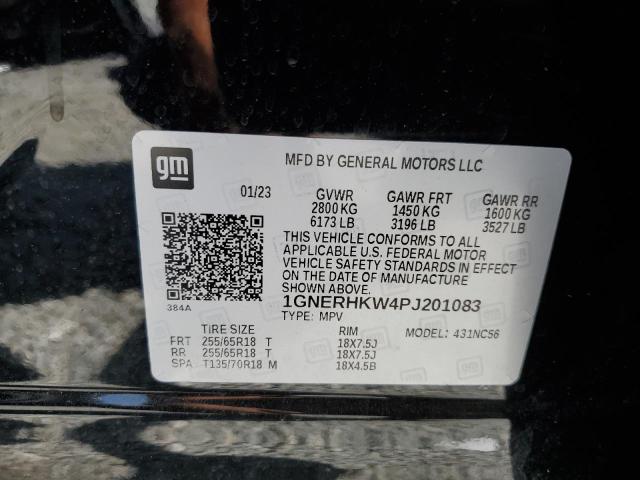 gm
MFD BY GENERAL MOTORS LLC
01/23 GVWR GAWR FRT GAWR RR
2800 KG 1450 KG 1600 KG
6173 LB 3196 LB 3527 LB
THIS VEHICLE CONFORMS TO ALL
APPLICABLE U.S. FEDERAL MOTOR
VEHICLE SAFETY STANDARDS IN EFFECT
ON THE DATE OF MANUFACTURE
SHOWN ABOVE.
384A
1GNERHKW4PJ201083
TYPE: MPV
TIRE SIZE RIM MODEL: 431NC56
FRT 255/65R18 T 18X7.5J
RR 255/65R18 T 18X7.5J
SPA T135/70R18 M 18X4.5B